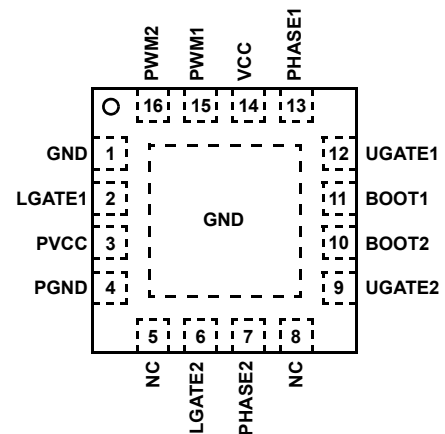 PWM2
PWM1
VCC
PHASE1
16
15
14
13
GND
1
12
UGATE1
LGATE1
2
11
BOOT1
GND
PVCC
3
10
BOOT2
PGND
4
9
UGATE2
5
6
7
8
NC
LGATE2
PHASE2
NC